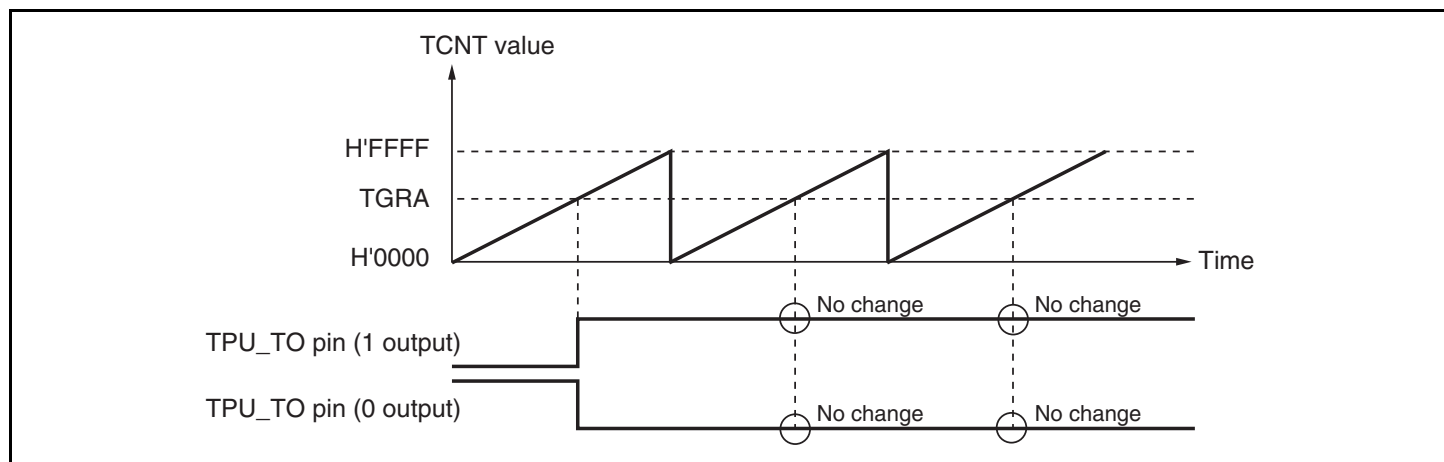 TCNT value
H'FFFF
TGRA
H'0000
Time
No change
No change
TPU_TO pin (1 output)
TPU_TO pin (0 output)
No change
No change